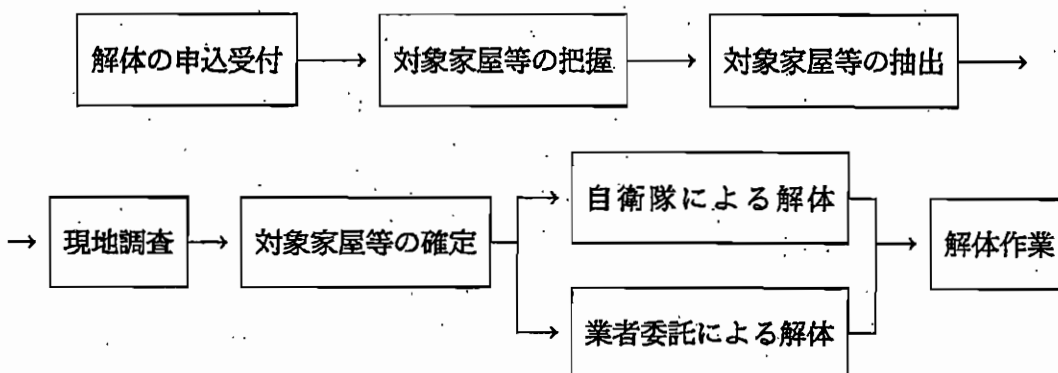 解体の申込受付 → 対象家屋等の把握 → 対象家屋等の抽出 →
→ 現地調査 → 対象家屋等の確定 → 自衛隊による解体 → 解体作業
業者委託による解体